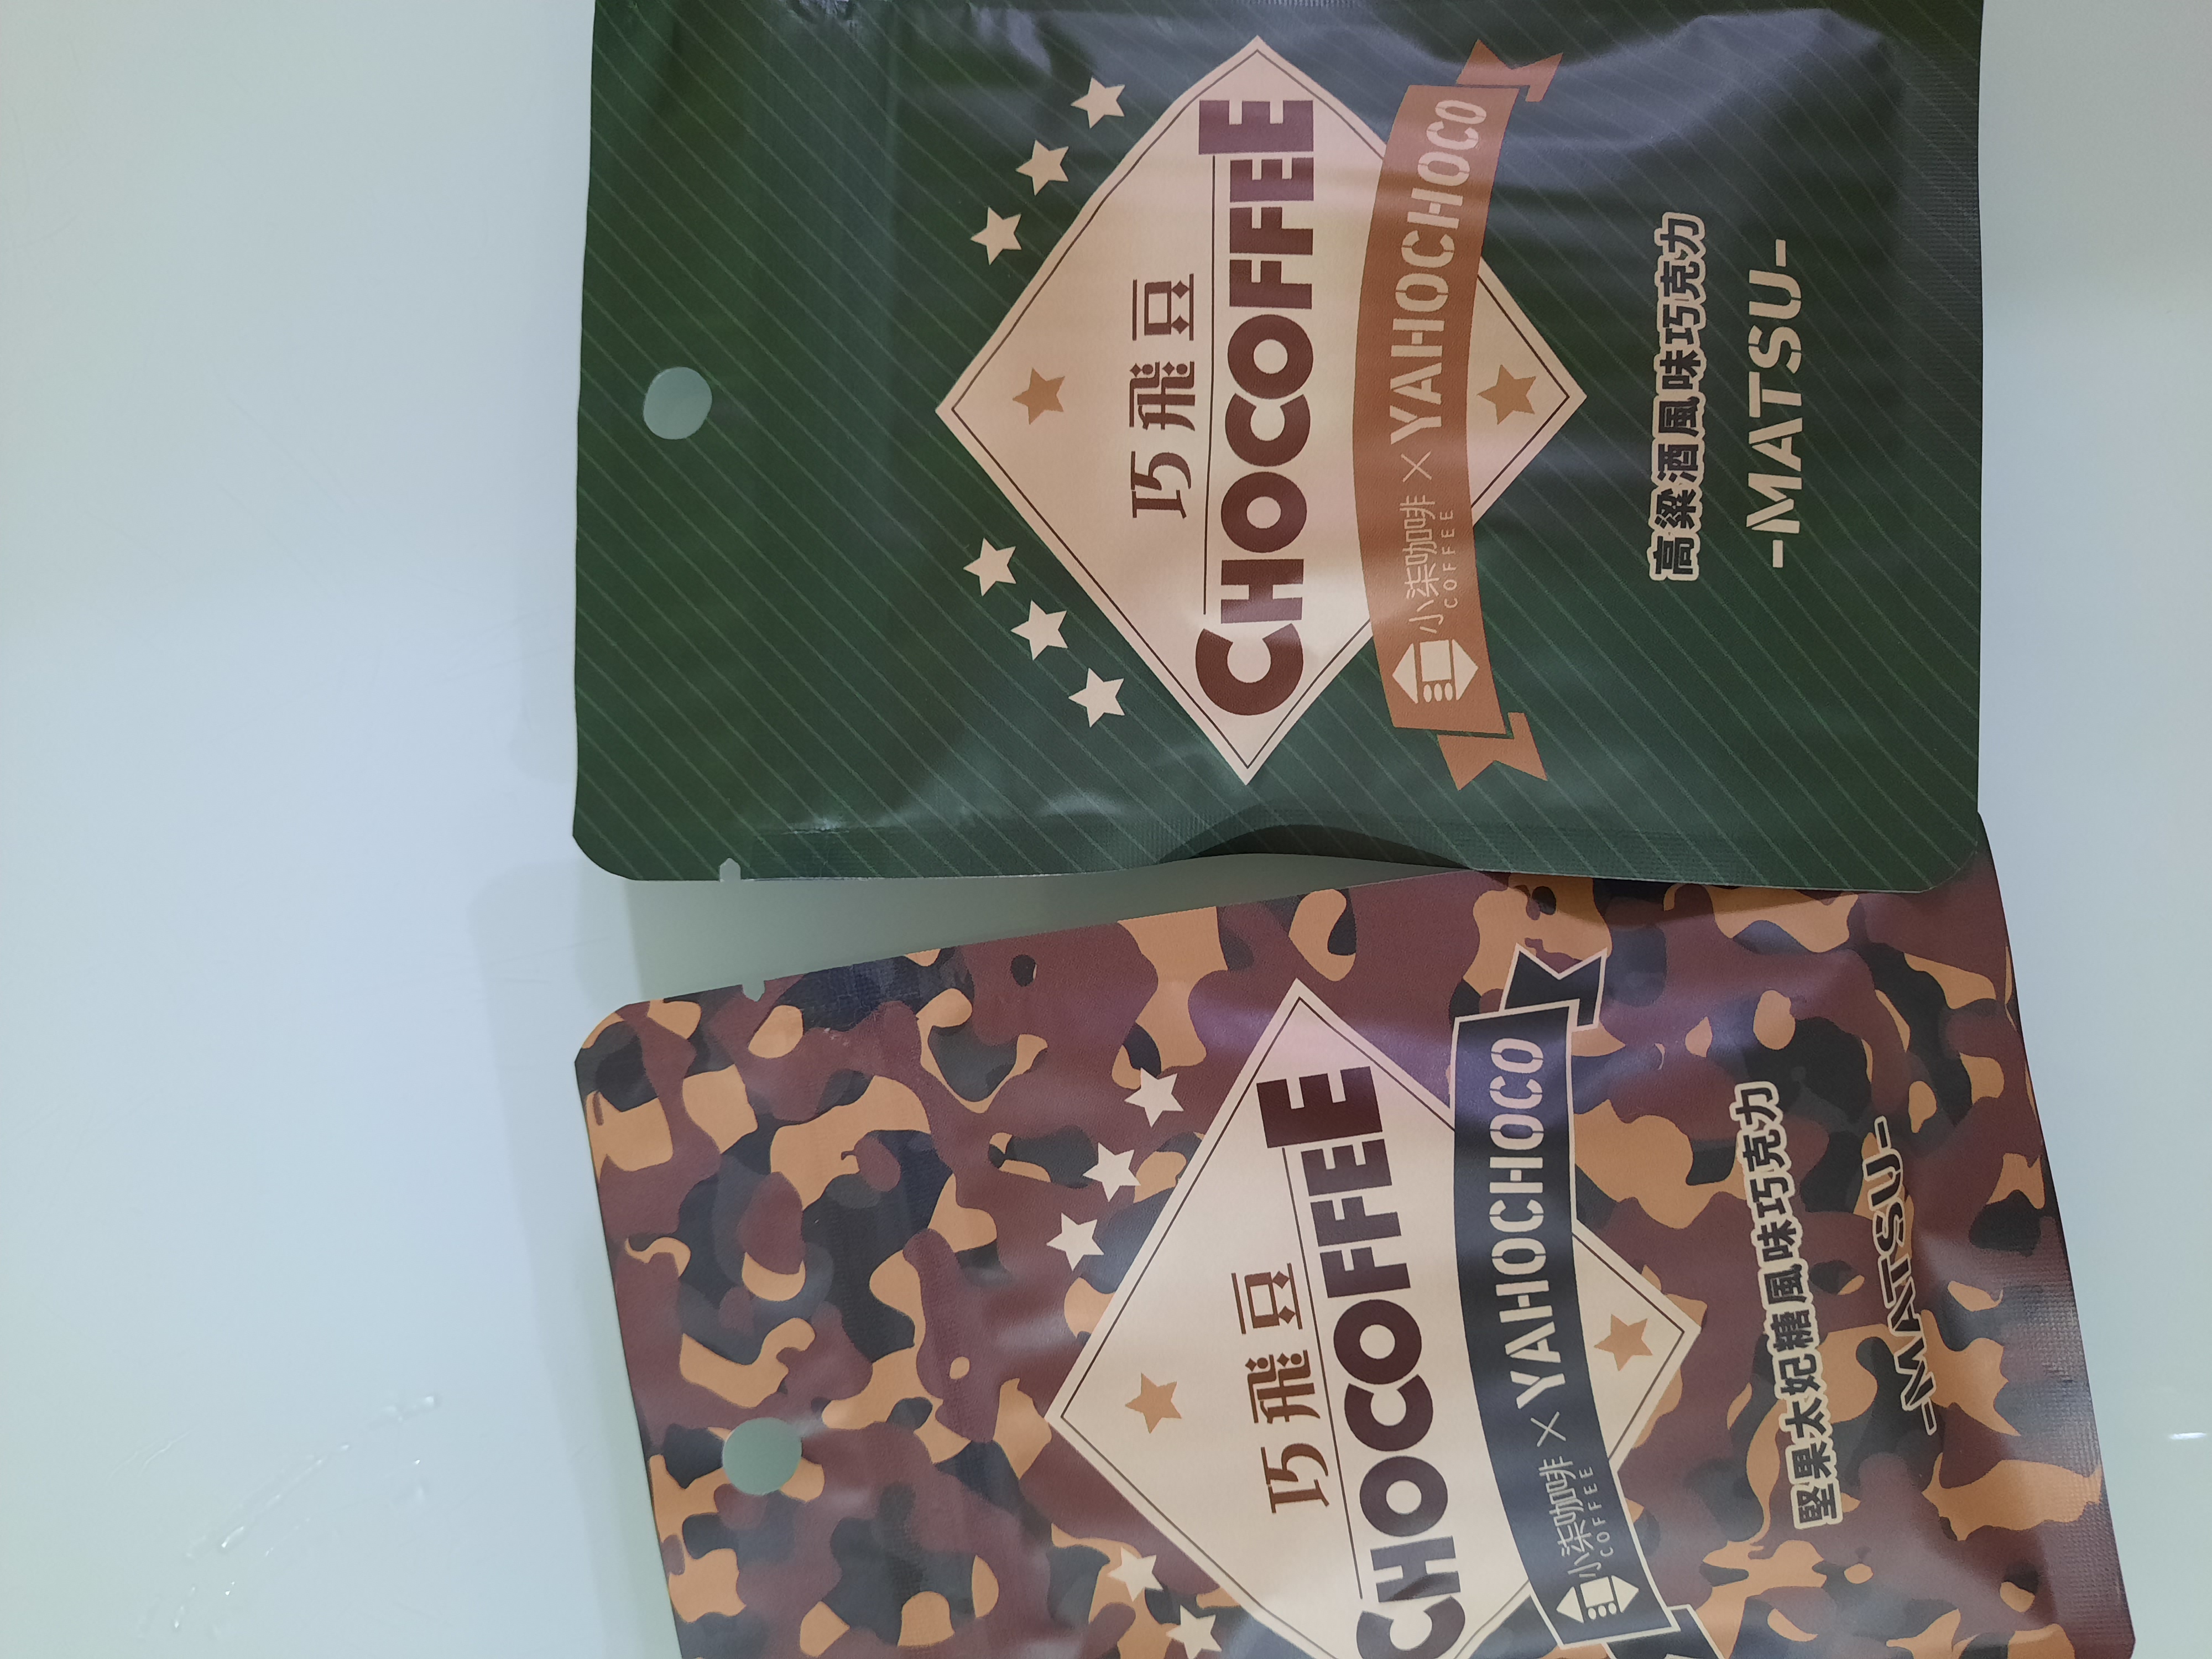 巧飛豆
CHOCOFFEE
小柒咖啡 × YAHOCHOCO
COFFEE
高粱酒風味巧克力
-MATSU-
巧飛豆
CHOCOFFEE
小柒咖啡 × YAHOCHOCO
COFFEE
堅果太妃糖風味巧克力
-MATSU-